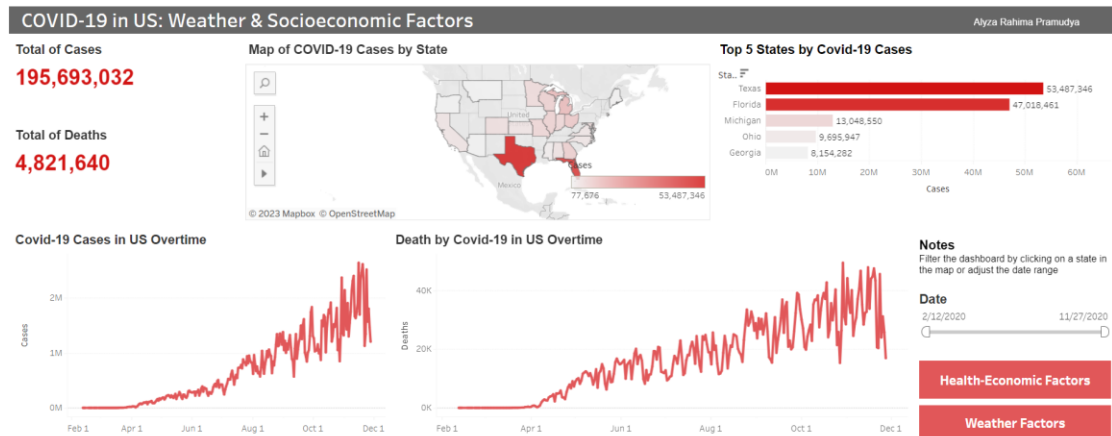 COVID-19 in US: Weather & Socioeconomic Factors
Alyza Rahima Pramudya
Total of Cases
195,693,032
Total of Deaths
4,821,640
Map of COVID-19 Cases by State
United
Mexico
Cases
77,676
53,487,346
© 2023 Mapbox © OpenStreetMap
Top 5 States by Covid-19 Cases
Sta..
Texas
53,487,346
Florida
47,018,461
Michigan
13,048,550
Ohio
9,695,947
Georgia
8,154,282
0M 10M 20M 30M 40M 50M 60M
Cases
Covid-19 Cases in US Overtime
Cases
2M
1M
0M
Feb 1 Apr 1 Jun 1 Aug 1 Oct 1 Dec 1
Death by Covid-19 in US Overtime
Deaths
40K
20K
0K
Feb 1 Apr 1 Jun 1 Aug 1 Oct 1 Dec 1
Notes
Filter the dashboard by clicking on a state in
the map or adjust the date range
Date
2/12/2020 11/27/2020
Health-Economic Factors
Weather Factors